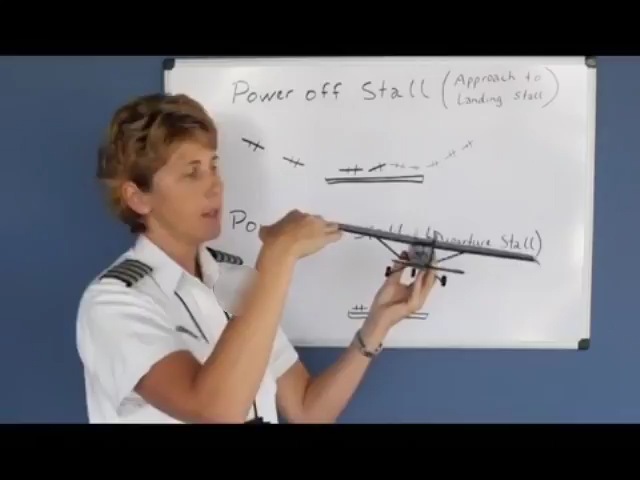 Power off Stall (Approach to
Landing Stall)
Departure Stall)